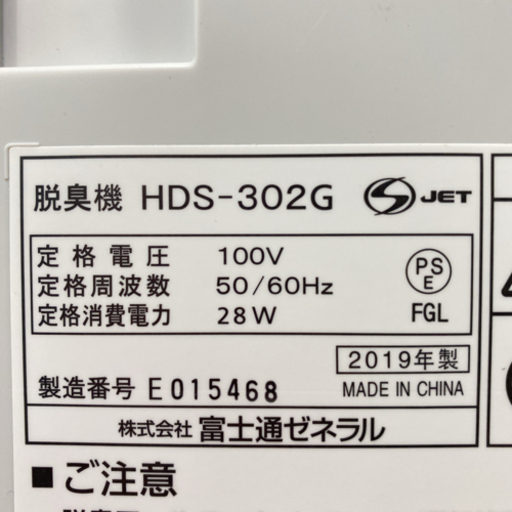 脱臭機 HDS-302G S JET
定格電圧 100V
定格周波数 50/60Hz
定格消費電力 28W
PS
E
FGL
2019年製
製造番号 E015468 MADE IN CHINA
株式会社 富士通ゼネラル
■ご注意